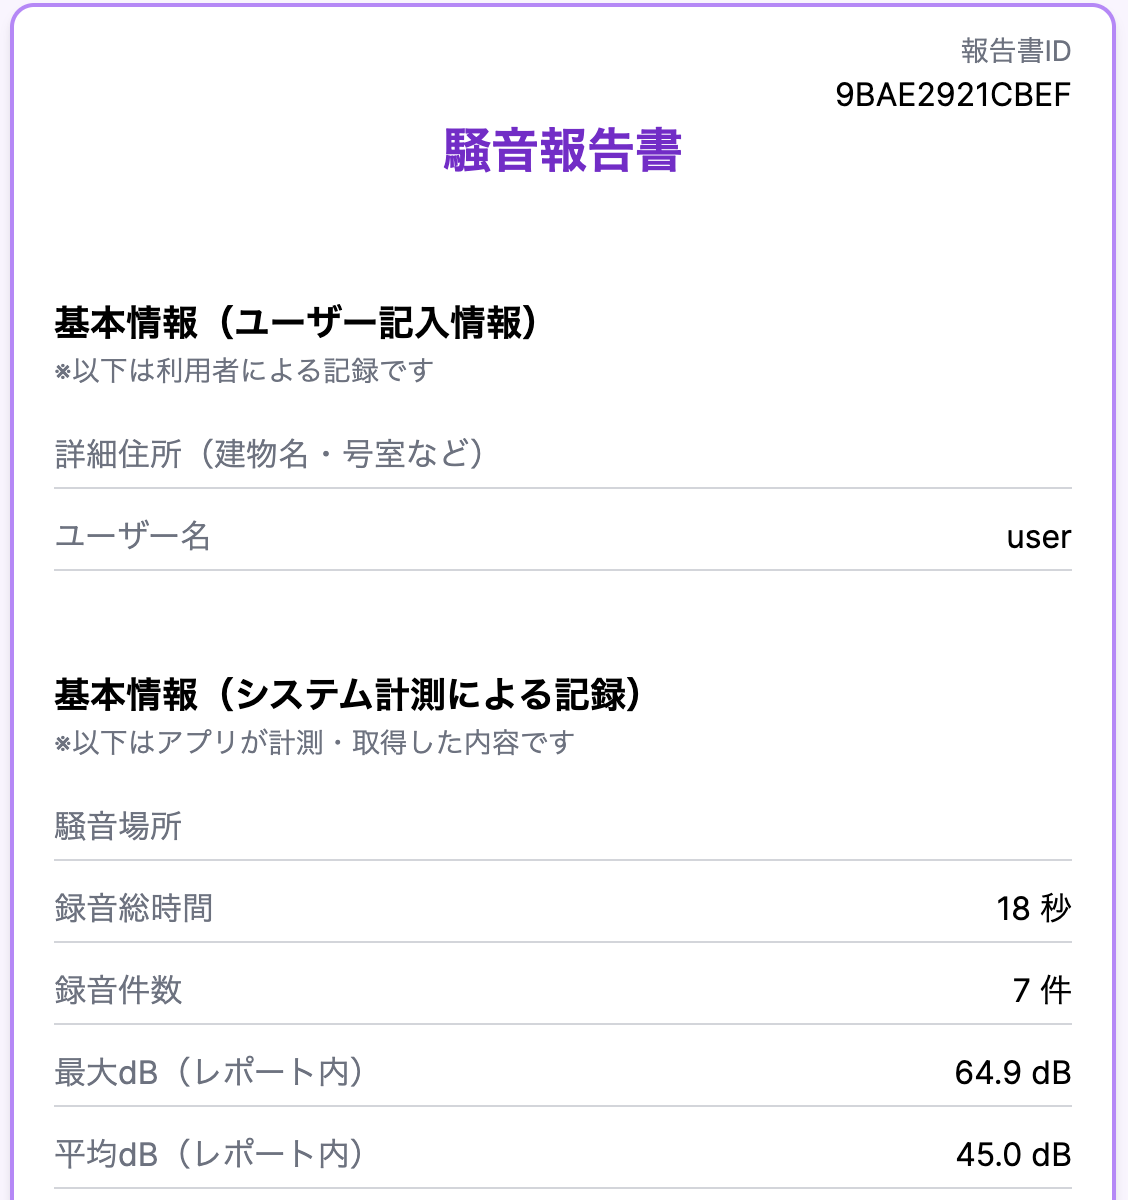 報告書ID
9BAE2921CBEF
騒音報告書
基本情報（ユーザー記入情報）
※以下は利用者による記録です
詳細住所（建物名・号室など）
ユーザー名 user
基本情報（システム計測による記録）
※以下はアプリが計測・取得した内容です
騒音場所
録音総時間 18 秒
録音件数 7 件
最大dB（レポート内） 64.9 dB
平均dB（レポート内） 45.0 dB